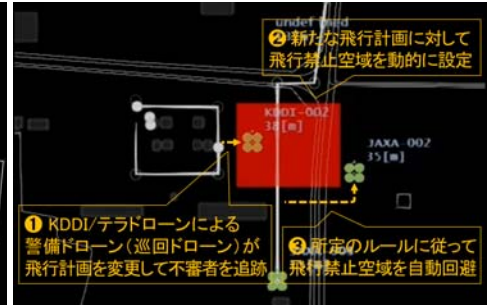 undefined
❷ 新たな飛行計画に対して
飛行禁止空域を動的に設定
KDDI-002
38[m]
JAXA-002
35[m]
❶ KDDI/テラドローンによる
警備ドローン(巡回ドローン)が
飛行計画を変更して不審者を追跡
❸ 所定のルールに従って
飛行禁止空域を自動回避